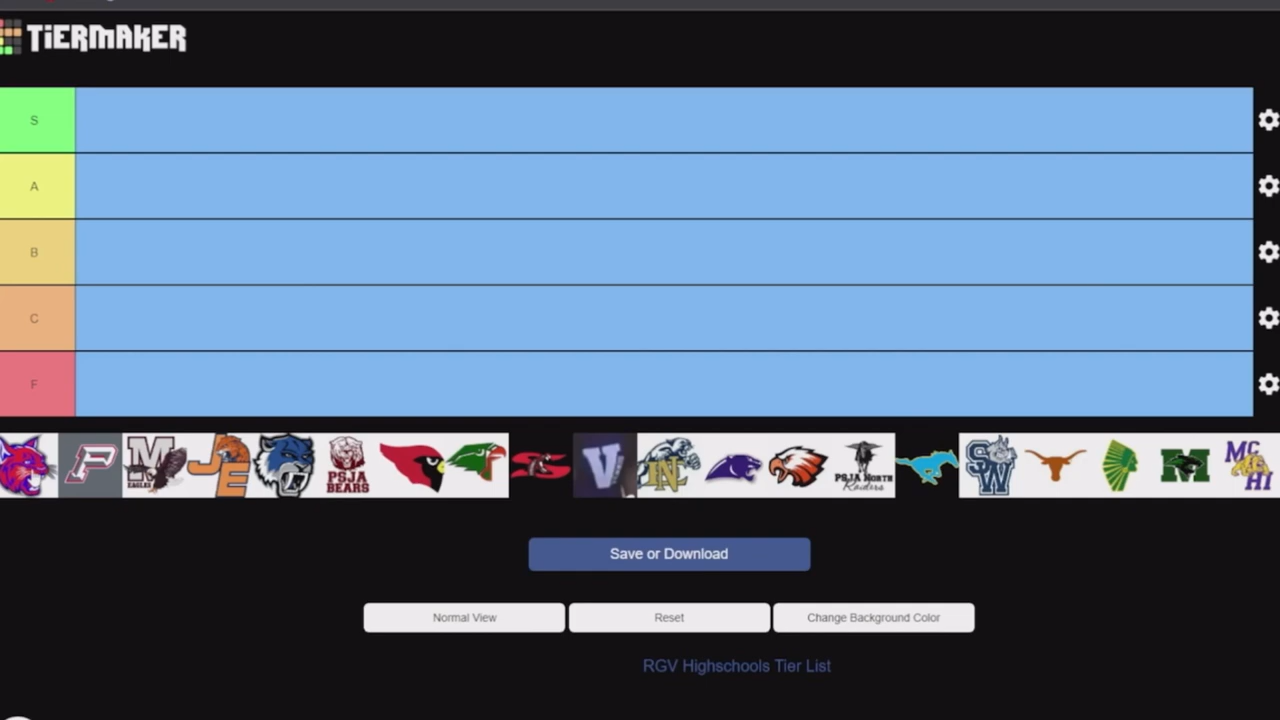 TiERMAKER
S
A
B
C
F
P
M
EAGLES
JE
PSJA
BEARS
V
N
PSJA NORTH
Raiders
SW
M
MC
HI
Save or Download
Normal View
Reset
Change Background Color
RGV Highschools Tier List